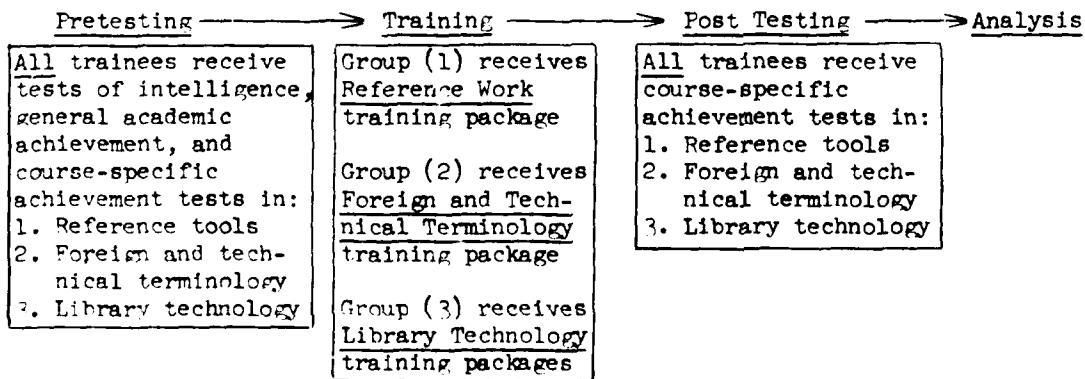 Pretesting Training Post Testing Analysis
All trainees receive
tests of intelligence,
general academic
achievement, and
course-specific
achievement tests in:
1. Reference tools
2. Foreign and tech-
nical terminology
3. Library technology
Group (1) receives
Reference Work
training package
Group (2) receives
Foreign and Tech-
nical Terminology
training package
Group (3) receives
Library Technology
training packages
All trainees receive
course-specific
achievement tests in:
1. Reference tools
2. Foreign and tech-
nical terminology
3. Library technology